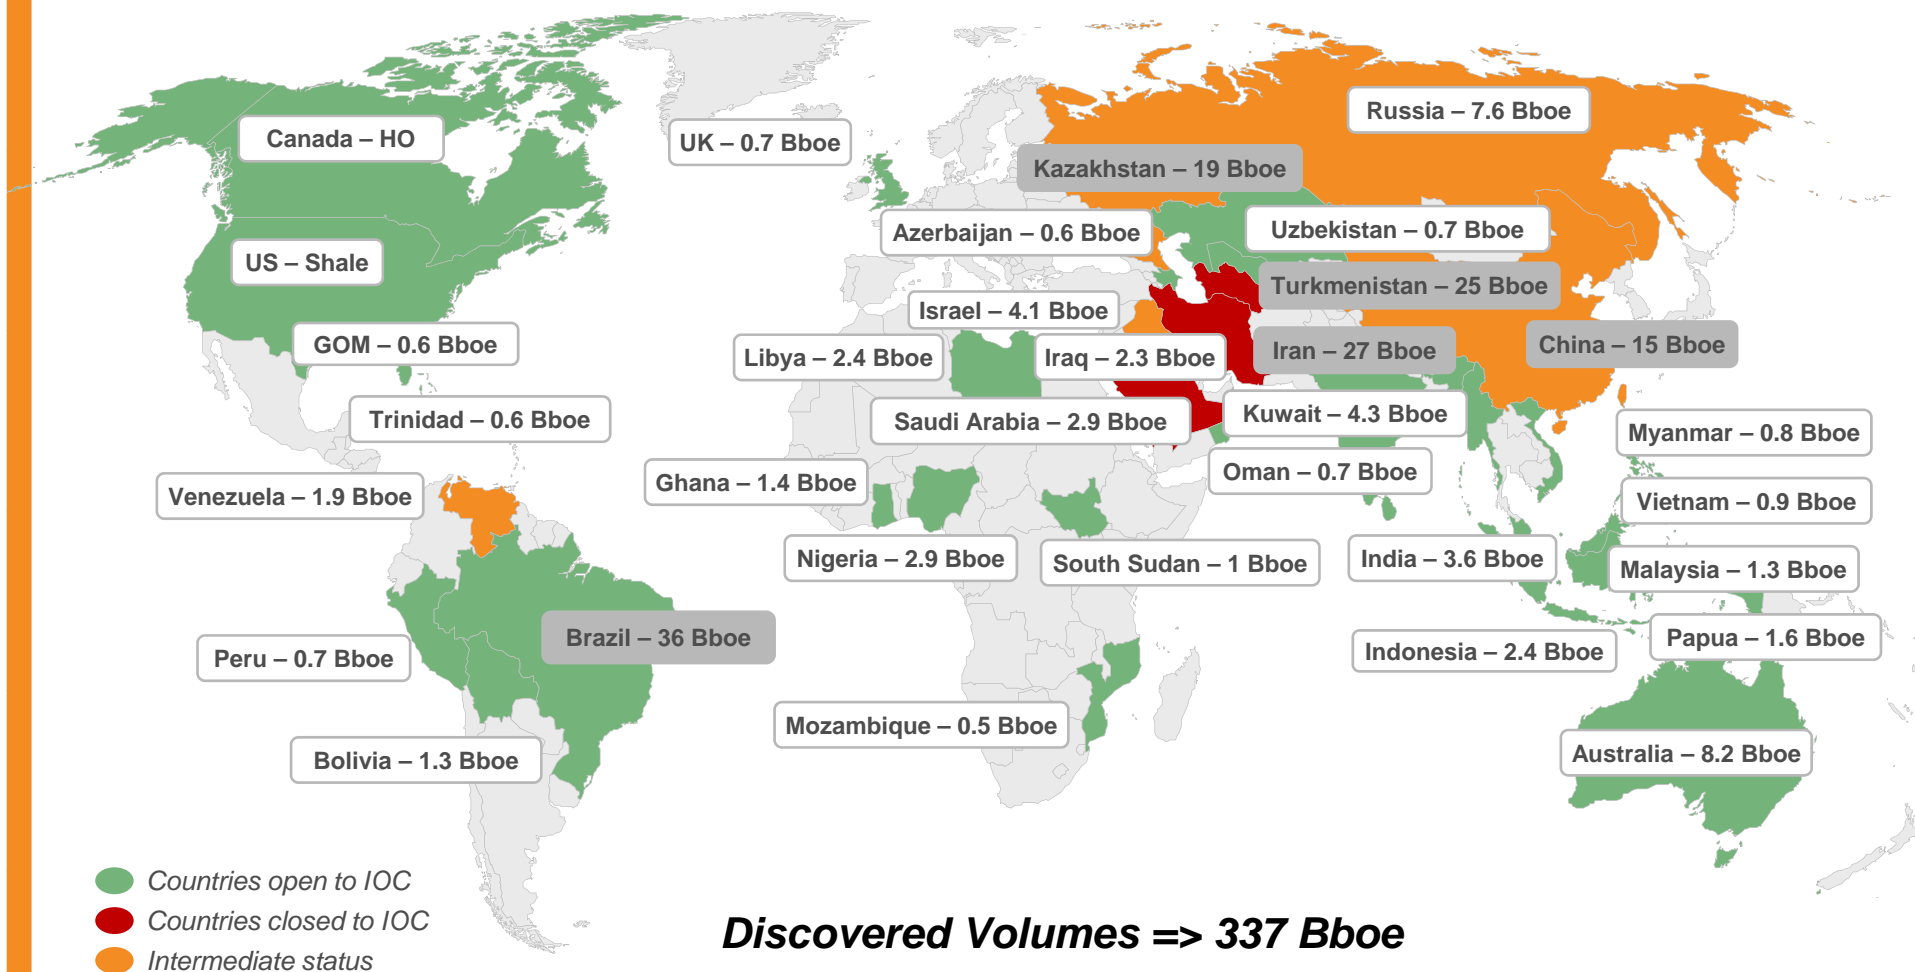 Canada – HO
UK – 0.7 Bboe
Russia – 7.6 Bboe
Kazakhstan – 19 Bboe
Azerbaijan – 0.6 Bboe
Uzbekistan – 0.7 Bboe
US – Shale
Turkmenistan – 25 Bboe
Israel – 4.1 Bboe
GOM – 0.6 Bboe
Libya – 2.4 Bboe
Iraq – 2.3 Bboe
Iran – 27 Bboe
China – 15 Bboe
Trinidad – 0.6 Bboe
Saudi Arabia – 2.9 Bboe
Kuwait – 4.3 Bboe
Myanmar – 0.8 Bboe
Venezuela – 1.9 Bboe
Ghana – 1.4 Bboe
Oman – 0.7 Bboe
Vietnam – 0.9 Bboe
Nigeria – 2.9 Bboe
South Sudan – 1 Bboe
India – 3.6 Bboe
Malaysia – 1.3 Bboe
Peru – 0.7 Bboe
Brazil – 36 Bboe
Indonesia – 2.4 Bboe
Papua – 1.6 Bboe
Mozambique – 0.5 Bboe
Bolivia – 1.3 Bboe
Australia – 8.2 Bboe
Countries open to IOC
Countries closed to IOC
Intermediate status
Discovered Volumes => 337 Bboe